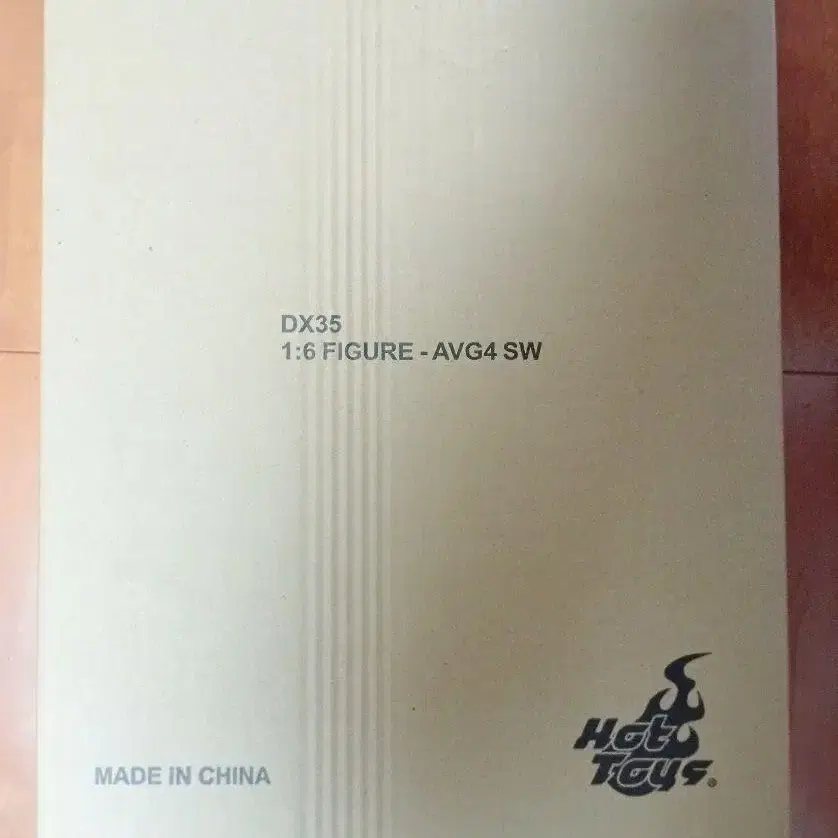 DX35
1:6 FIGURE - AVG4 SW
MADE IN CHINA
Hot
Toys®